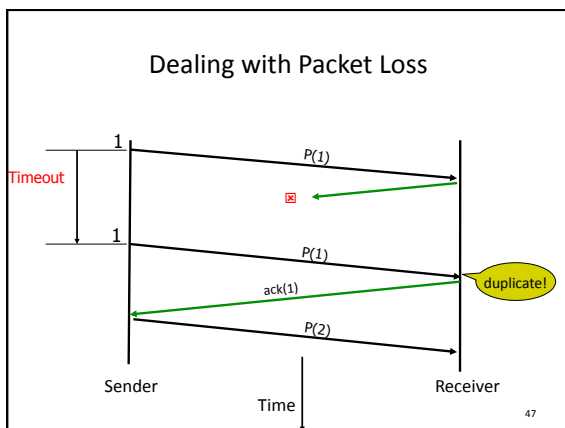 Dealing with Packet Loss
1
P(1)
Timeout
1
P(1)
duplicate!
ack(1)
P(2)
Sender
Receiver
Time
47